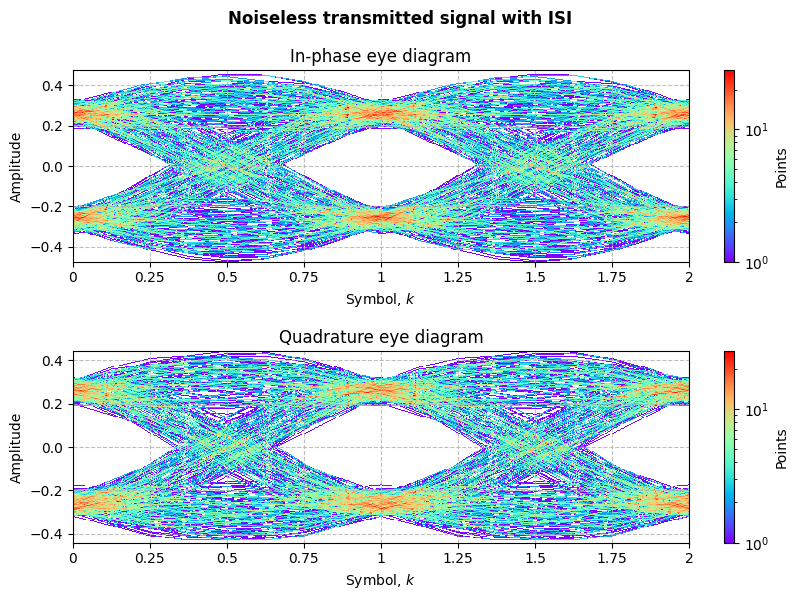 Noiseless transmitted signal with ISI
In-phase eye diagram
Amplitude
0.4
0.2
0.0
−0.2
−0.4
0 0.25 0.5 0.75 1 1.25 1.5 1.75 2
Symbol, k
10¹
10⁰
Points
Quadrature eye diagram
Amplitude
0.4
0.2
0.0
−0.2
−0.4
0 0.25 0.5 0.75 1 1.25 1.5 1.75 2
Symbol, k
10¹
10⁰
Points